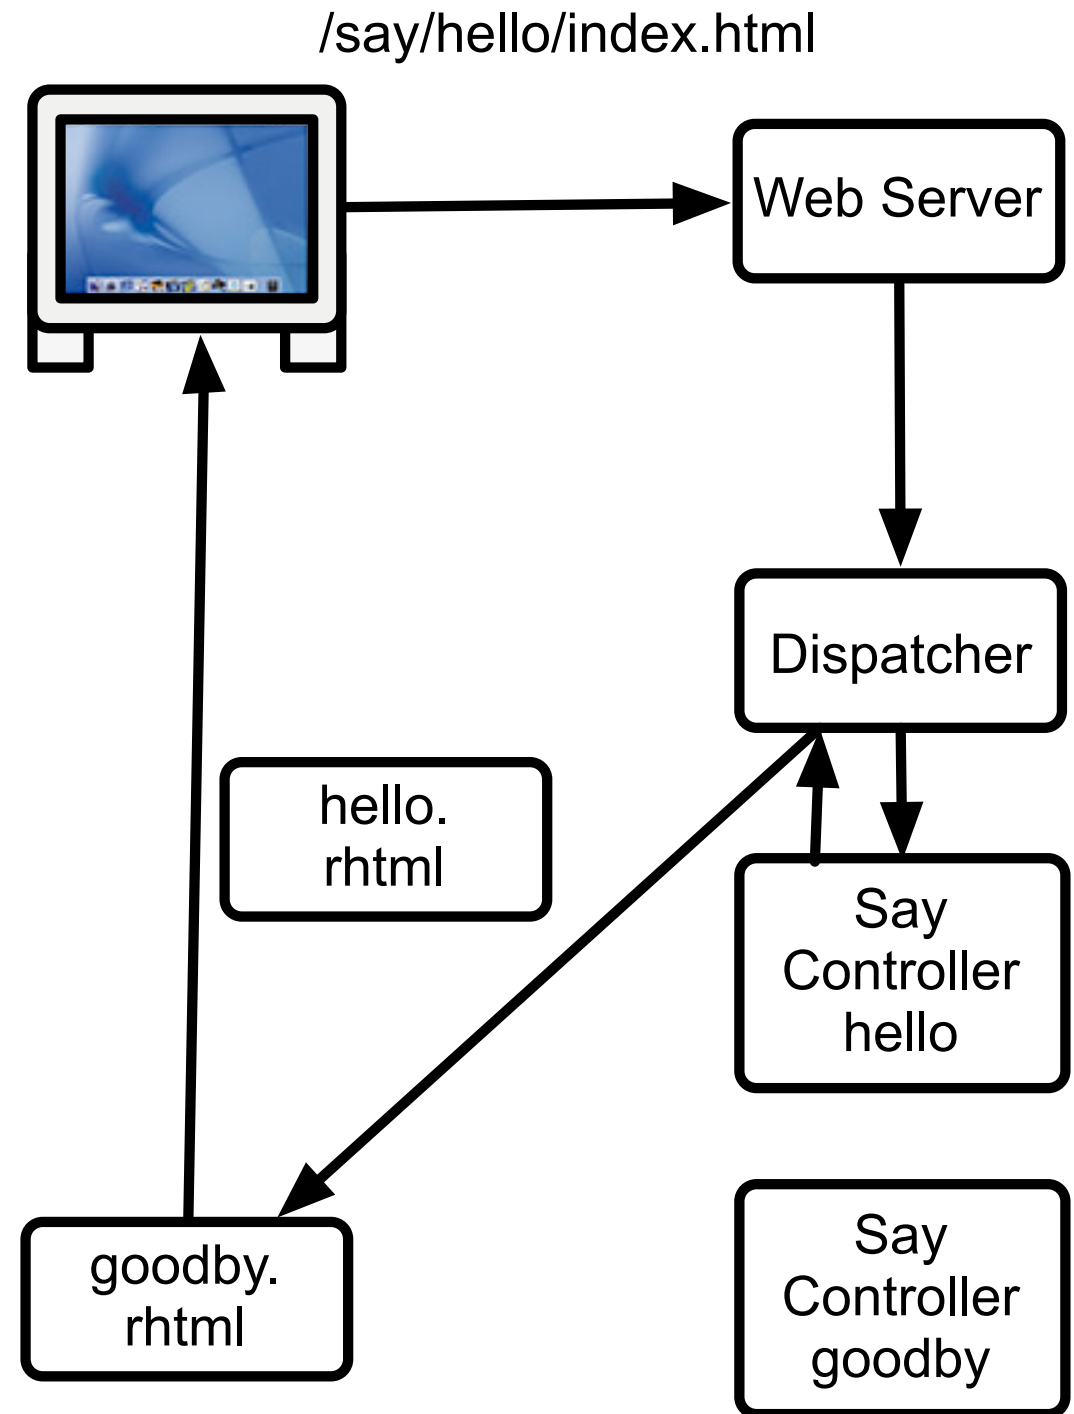 /say/hello/index.html
Web Server
Dispatcher
hello.
rhtml
Say
Controller
hello
goodby.
rhtml
Say
Controller
goodby